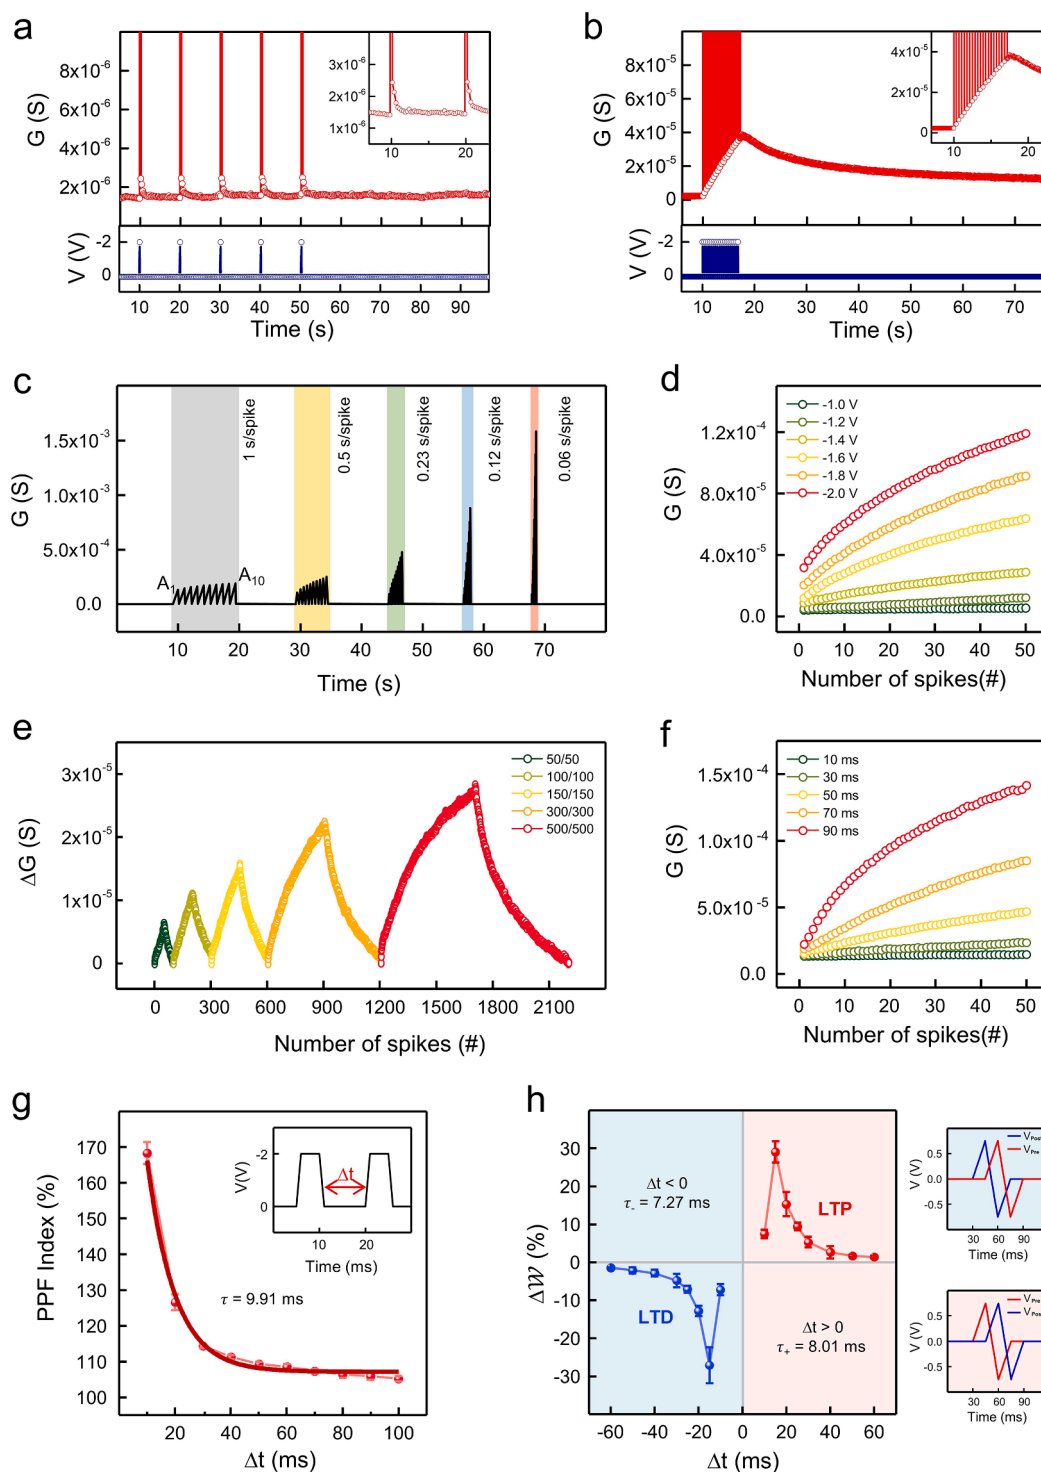 a
8x10⁻⁶
6x10⁻⁶
4x10⁻⁶
2x10⁻⁶
G (S)
3x10⁻⁶
2x10⁻⁶
1x10⁻⁶
10 20
-2
0
V (V)
10 20 30 40 50 60 70 80 90
Time (s)
b
8x10⁻⁵
6x10⁻⁵
4x10⁻⁵
2x10⁻⁵
0
G (S)
4x10⁻⁵
2x10⁻⁵
0
10 20
-2
0
V (V)
10 20 30 40 50 60 70
Time (s)
c
1.5x10⁻³
1.0x10⁻³
5.0x10⁻⁴
0.0
G (S)
A₁
A₁₀
1 s/spike
0.5 s/spike
0.23 s/spike
0.12 s/spike
0.06 s/spike
10 20 30 40 50 60 70
Time (s)
d
1.2x10⁻⁴
8.0x10⁻⁵
4.0x10⁻⁵
0.0
G (S)
-1.0 V
-1.2 V
-1.4 V
-1.6 V
-1.8 V
-2.0 V
0 10 20 30 40 50
Number of spikes(#)
e
3x10⁻⁵
2x10⁻⁵
1x10⁻⁵
0
ΔG (S)
50/50
100/100
150/150
300/300
500/500
0 300 600 900 1200 1500 1800 2100
Number of spikes (#)
f
1.5x10⁻⁴
1.0x10⁻⁴
5.0x10⁻⁵
0.0
G (S)
10 ms
30 ms
50 ms
70 ms
90 ms
0 10 20 30 40 50
Number of spikes(#)
g
170
160
150
140
130
120
110
100
PPF Index (%)
-2
0
V(V)
Δt
10 20
Time (ms)
τ = 9.91 ms
20 40 60 80 100
Δt (ms)
h
30
20
10
0
-10
-20
-30
ΔW (%)
Δt < 0
τ₋ = 7.27 ms
LTP
LTD
Δt > 0
τ₊ = 8.01 ms
-60 -40 -20 0 20 40 60
Δt (ms)
V Post
V Pre
0.5
0.0
-0.5
V (V)
30 60 90
Time (ms)
V Pre
V Post
0.5
0.0
-0.5
V (V)
30 60 90
Time (ms)